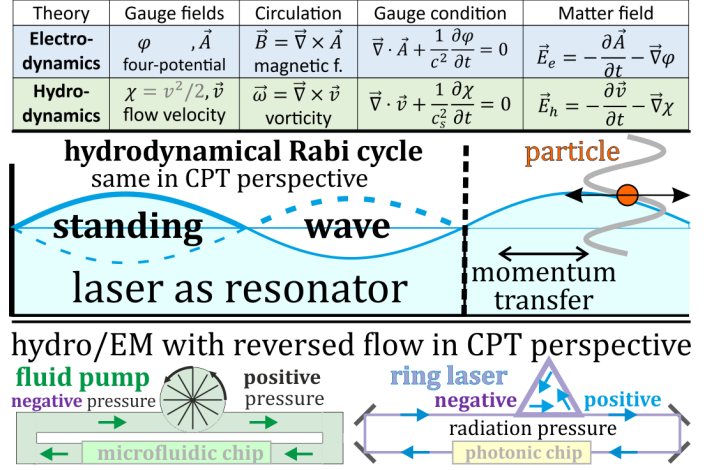 Theory Gauge fields Circulation Gauge condition Matter field
Electro-dynamics φ , A⃗ B⃗ = ∇⃗ × A⃗ ∇⃗ · A⃗ + 1/c² ∂φ/∂t = 0 E⃗ₑ = − ∂A⃗/∂t − ∇⃗φ
four-potential magnetic f.
Hydro-dynamics χ = v²/2, v⃗ ω⃗ = ∇⃗ × v⃗ ∇⃗ · v⃗ + 1/cₛ² ∂χ/∂t = 0 E⃗ₕ = − ∂v⃗/∂t − ∇⃗χ
flow velocity vorticity
hydrodynamical Rabi cycle
same in CPT perspective
particle
standing wave
laser as resonator
momentum
transfer
hydro/EM with reversed flow in CPT perspective
fluid pump
negative pressure
positive
pressure
microfluidic chip
ring laser
negative positive
radiation pressure
photonic chip